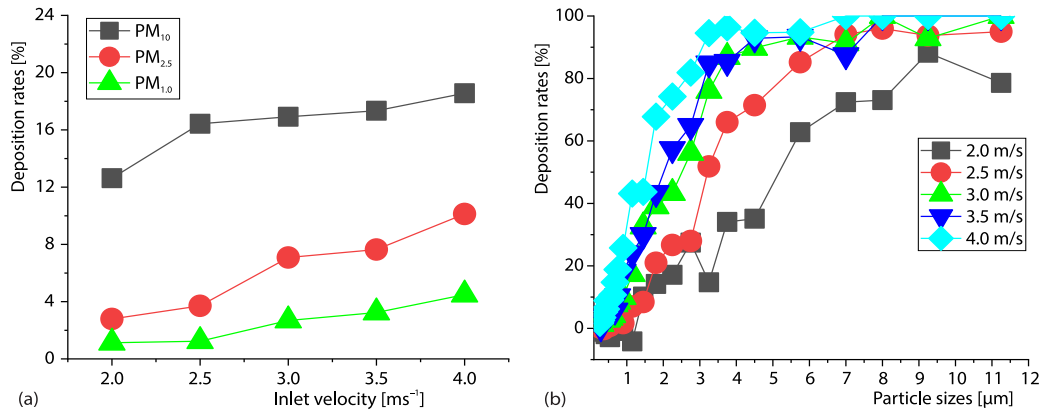 24
20
16
12
8
4
0
Deposition rates [%]
PM₁₀
PM₂.₅
PM₁.₀
2.0 2.5 3.0 3.5 4.0
(a) Inlet velocity [ms⁻¹]
100
80
60
40
20
0
Deposition rates [%]
2.0 m/s
2.5 m/s
3.0 m/s
3.5 m/s
4.0 m/s
1 2 3 4 5 6 7 8 9 10 11 12
(b) Particle sizes [μm]